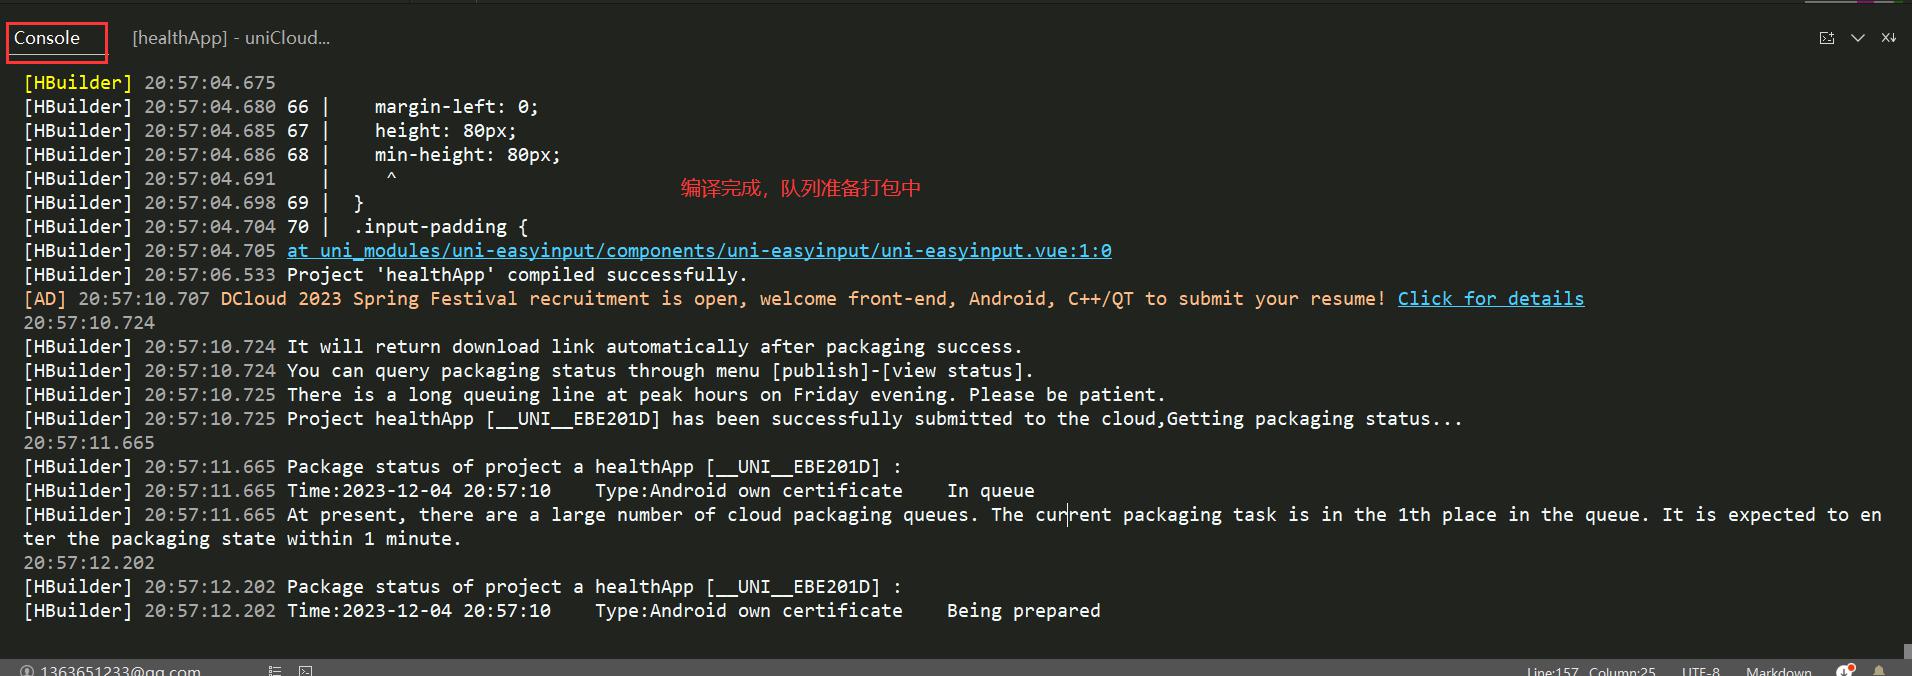 Console [healthApp] - uniCloud...
[HBuilder] 20:57:04.675
[HBuilder] 20:57:04.680 66 |    margin-left: 0;
[HBuilder] 20:57:04.685 67 |    height: 80px;
[HBuilder] 20:57:04.686 68 |    min-height: 80px;
[HBuilder] 20:57:04.691    |     ^
编译完成，队列准备打包中
[HBuilder] 20:57:04.698 69 |  }
[HBuilder] 20:57:04.704 70 |  .input-padding {
[HBuilder] 20:57:04.705 at uni_modules/uni-easyinput/components/uni-easyinput/uni-easyinput.vue:1:0
[HBuilder] 20:57:06.533 Project 'healthApp' compiled successfully.
[AD] 20:57:10.707 DCloud 2023 Spring Festival recruitment is open, welcome front-end, Android, C++/QT to submit your resume! Click for details
20:57:10.724
[HBuilder] 20:57:10.724 It will return download link automatically after packaging success.
[HBuilder] 20:57:10.724 You can query packaging status through menu [publish]-[view status].
[HBuilder] 20:57:10.725 There is a long queuing line at peak hours on Friday evening. Please be patient.
[HBuilder] 20:57:10.725 Project healthApp [__UNI__EBE201D] has been successfully submitted to the cloud,Getting packaging status...
20:57:11.665
[HBuilder] 20:57:11.665 Package status of project a healthApp [__UNI__EBE201D] :
[HBuilder] 20:57:11.665 Time:2023-12-04 20:57:10    Type:Android own certificate    In queue
[HBuilder] 20:57:11.665 At present, there are a large number of cloud packaging queues. The current packaging task is in the 1th place in the queue. It is expected to en
ter the packaging state within 1 minute.
20:57:12.202
[HBuilder] 20:57:12.202 Package status of project a healthApp [__UNI__EBE201D] :
[HBuilder] 20:57:12.202 Time:2023-12-04 20:57:10    Type:Android own certificate    Being prepared
1363651233@qq.com Line:157 Column:25 UTF-8 Markdown